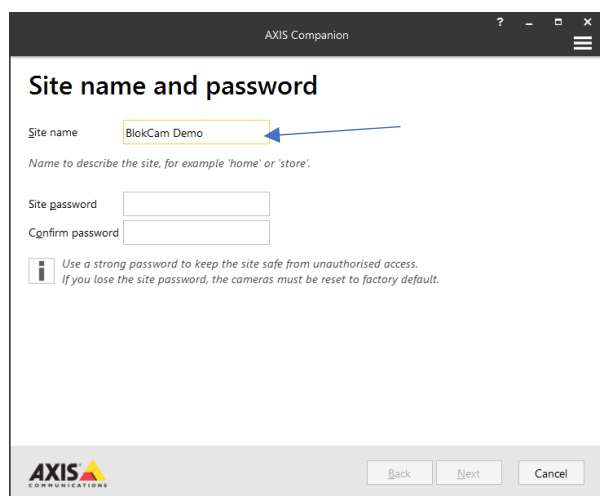 AXIS Companion
?
Site name and password
Site name BlokCam Demo
Name to describe the site, for example 'home' or 'store'.
Site password
Confirm password
i Use a strong password to keep the site safe from unauthorised access.
If you lose the site password, the cameras must be reset to factory default.
AXIS
COMMUNICATIONS
Back Next Cancel